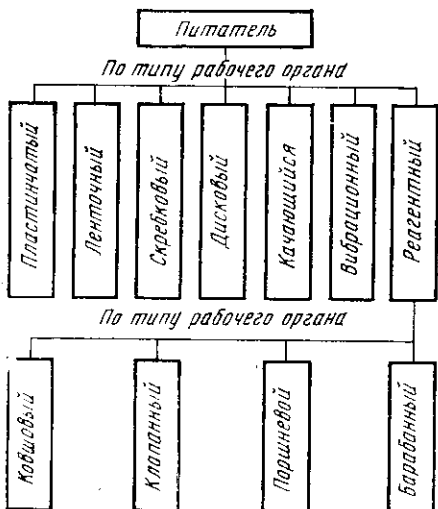 Питатель
По типу рабочего органа
Пластинчатый
Ленточный
Скребковый
Дисковый
Качающийся
Вибрационный
Реагентный
По типу рабочего органа
Ковшовый
Клапанный
Поршневой
Барабанный